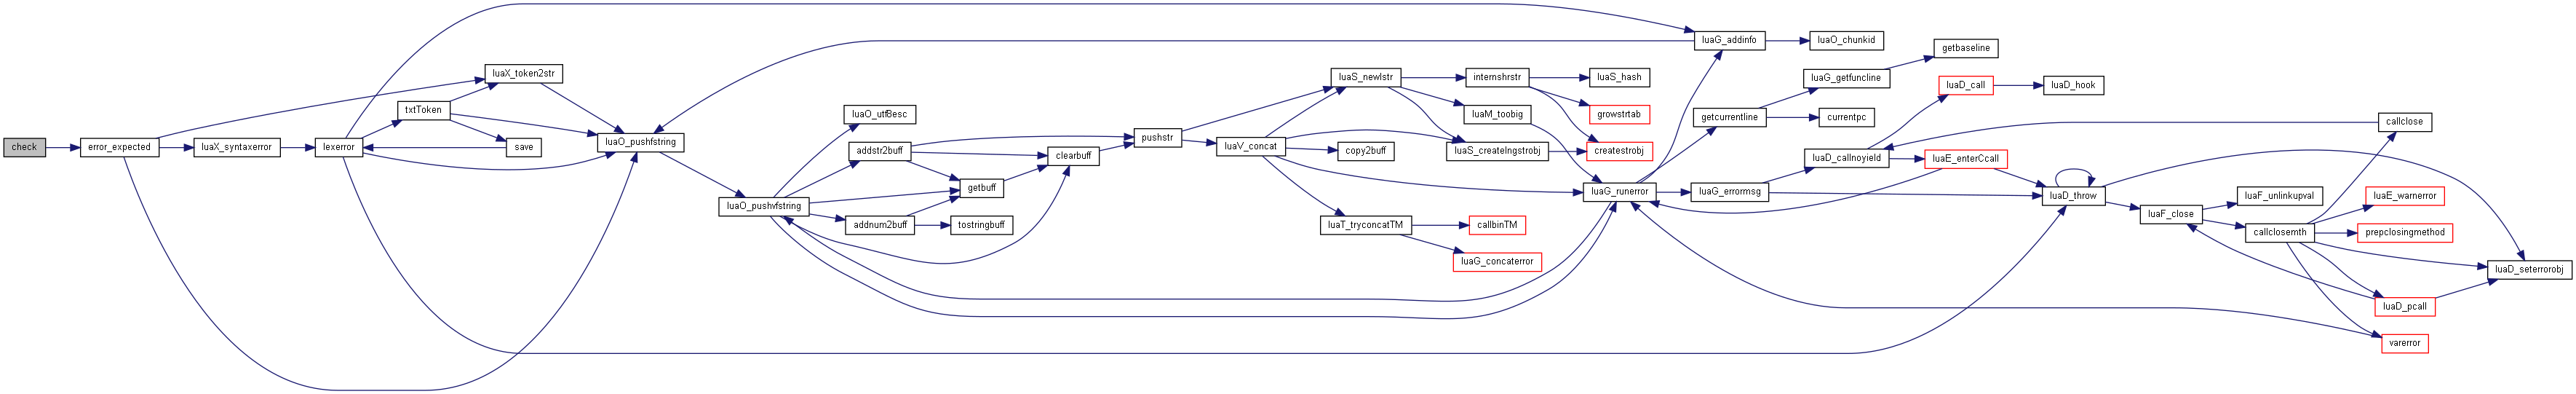 check
error_expected
luaX_token2str
txtToken
luaX_syntaxerror
lexerror
save
luaO_pushfstring
luaO_pushvfstring
luaO_utf8esc
addstr2buff
getbuff
addnum2buff
tostringbuff
clearbuff
pushstr
luaV_concat
luaS_newlstr
internshrstr
luaS_hash
growstrtab
luaM_toobig
createstrobj
copy2buff
luaS_createlngstrobj
luaT_tryconcatTM
callbinTM
luaG_concaterror
luaG_runerror
luaG_addinfo
luaO_chunkid
getcurrentline
luaG_getfuncline
getbaseline
currentpc
luaG_errormsg
luaD_callnoyield
luaD_call
luaD_hook
luaE_enterCcall
luaD_throw
luaF_close
luaF_unlinkupval
callclosemth
callclose
luaE_warnerror
prepclosingmethod
luaD_seterrorobj
luaD_pcall
varerror